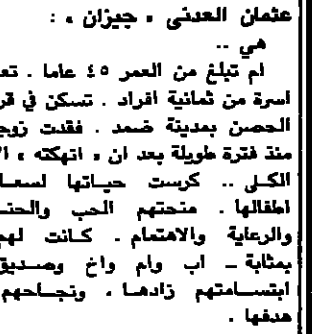 عثمان العدني « جيزان » :
هي ..
ام تبلغ من العمر ٤٥ عاما . تع
اسرة من ثمانية افراد . تسكن في قر
الحصن بمدينة ضمد . فقدت زوج
منذ فترة طويلة بعد ان « انهكته » ا
الكلى .. كرست حياتها لسعا
اطفالها . منحتهم الحب والحنـ
والرعاية والاهتمام . كانت لهم
بمثابة ـ اب وام واخ وصديق
ابتسامتهم زادها ، ونجاحهم
هدفها .